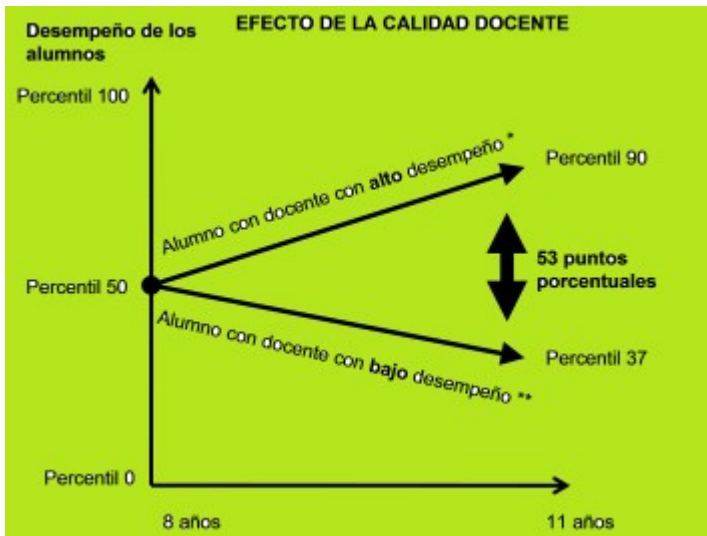 EFECTO DE LA CALIDAD DOCENTE
Desempeño de los
alumnos
Percentil 100
Alumno con docente con alto desempeño *
Percentil 90
53 puntos
porcentuales
Percentil 50
Alumno con docente con bajo desempeño **
Percentil 37
Percentil 0
8 años
11 años